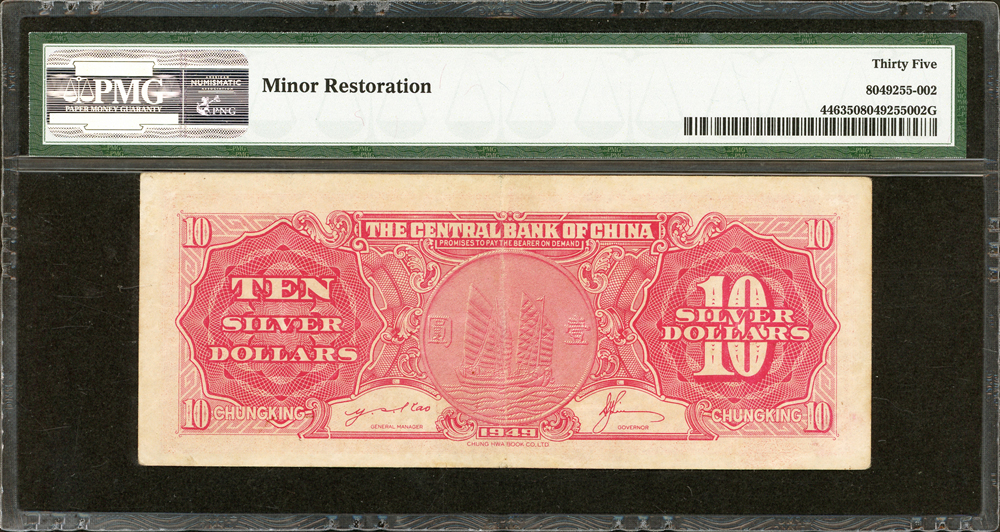 PMG
PAPER MONEY GUARANTY
NUMISMATIC
PNG
Minor Restoration
Thirty Five
8049255-002
4463508049255002G
10
10
THE CENTRAL BANK OF CHINA
PROMISES TO PAY THE BEARER ON DEMAND
TEN
SILVER
DOLLARS
圓
壹
10
SILVER
DOLLARS
10 CHUNGKING
GENERAL MANAGER
1949
GOVERNOR
CHUNGKING 10
CHUNG HWA BOOK CO., LTD.